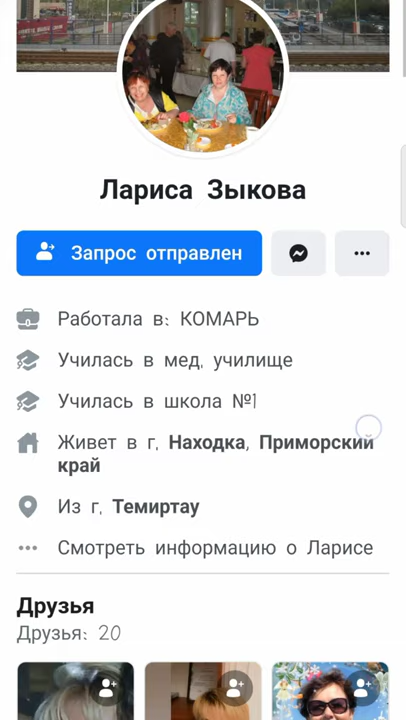 Лариса Зыкова
Запрос отправлен
Работала в: КОМАРЬ
Училась в мед, училище
Училась в школа №1
Живет в г, Находка, Приморский
край
Из г, Темиртау
Смотреть информацию о Ларисе
Друзья
Друзья: 20